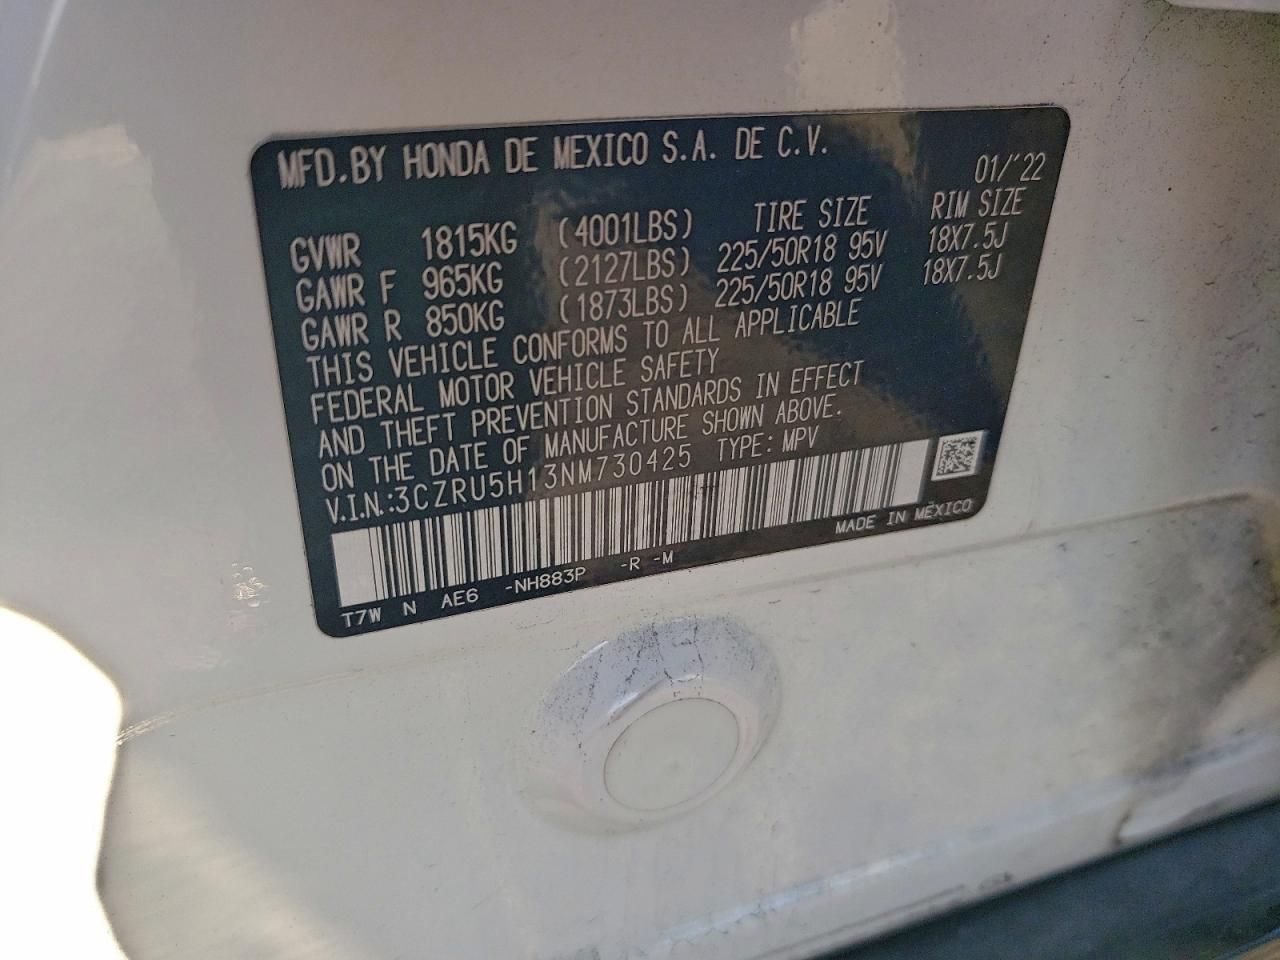 MFD.BY HONDA DE MEXICO S.A. DE C.V.
01/'22
TIRE SIZE RIM SIZE
GVWR 1815KG (4001LBS)
GAWR F 965KG (2127LBS) 225/50R18 95V 18X7.5J
GAWR R 850KG (1873LBS) 225/50R18 95V 18X7.5J
THIS VEHICLE CONFORMS TO ALL APPLICABLE
FEDERAL MOTOR VEHICLE SAFETY
AND THEFT PREVENTION STANDARDS IN EFFECT
ON THE DATE OF MANUFACTURE SHOWN ABOVE.
V.I.N.:3CZRU5H13NM730425 TYPE: MPV
MADE IN MEXICO
T7W N AE6 -NH883P -R -M